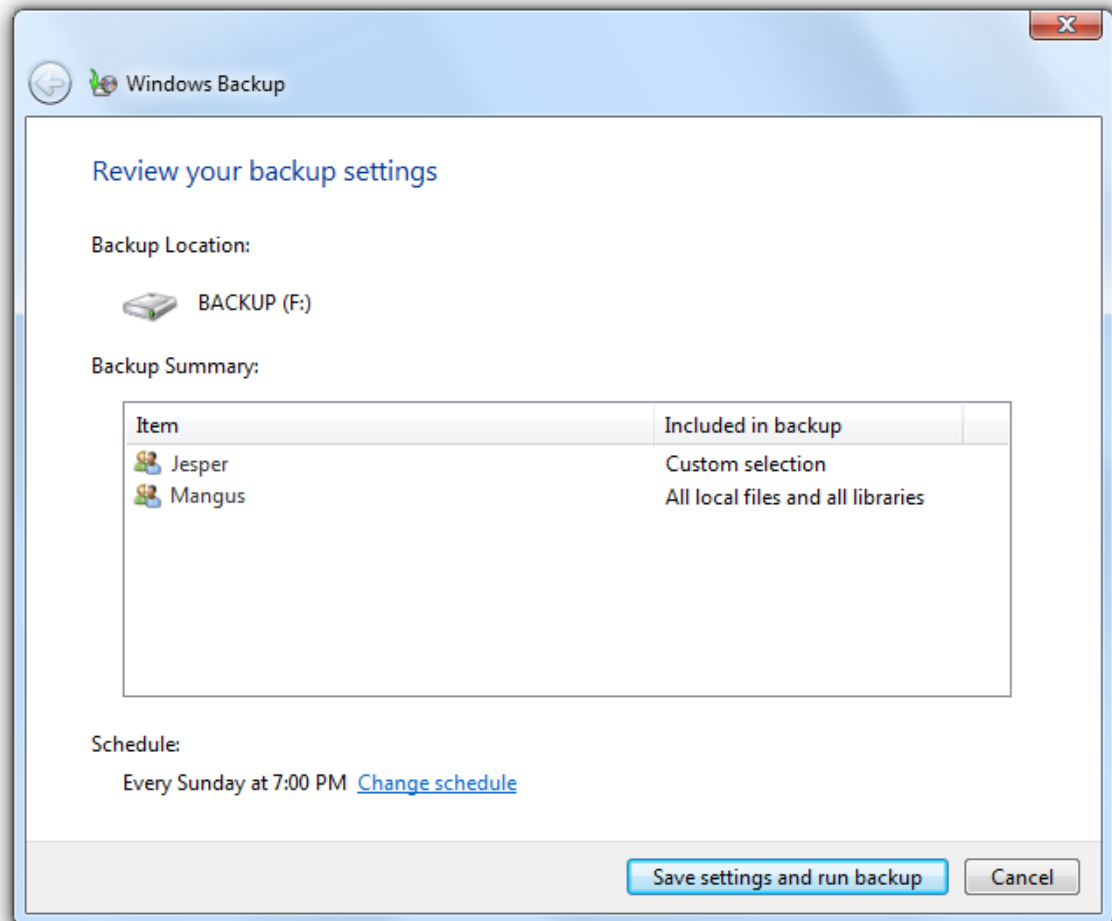 Windows Backup
Review your backup settings
Backup Location:
BACKUP (F:)
Backup Summary:
Item Included in backup
Jesper Custom selection
Mangus All local files and all libraries
Schedule:
Every Sunday at 7:00 PM Change schedule
Save settings and run backup Cancel